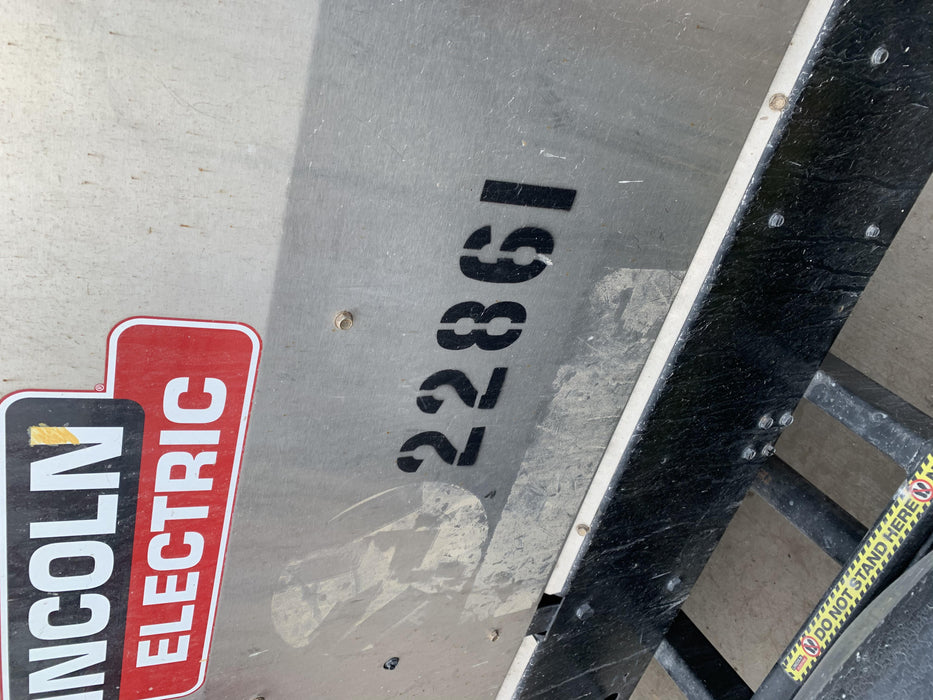 LINCOLN
ELECTRIC
22861
DO NOT STAND HERE